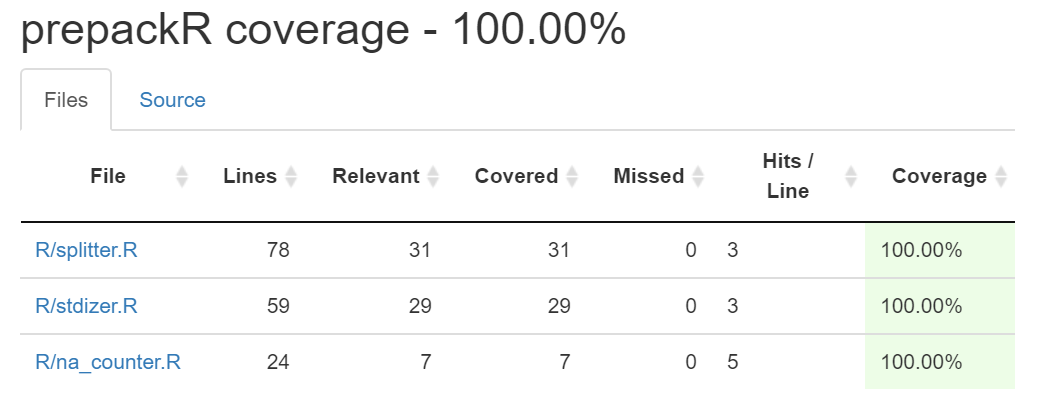 prepackR coverage - 100.00%
Files Source
File Lines Relevant Covered Missed Hits / Line Coverage
R/splitter.R 78 31 31 0 3 100.00%
R/stdizer.R 59 29 29 0 3 100.00%
R/na_counter.R 24 7 7 0 5 100.00%